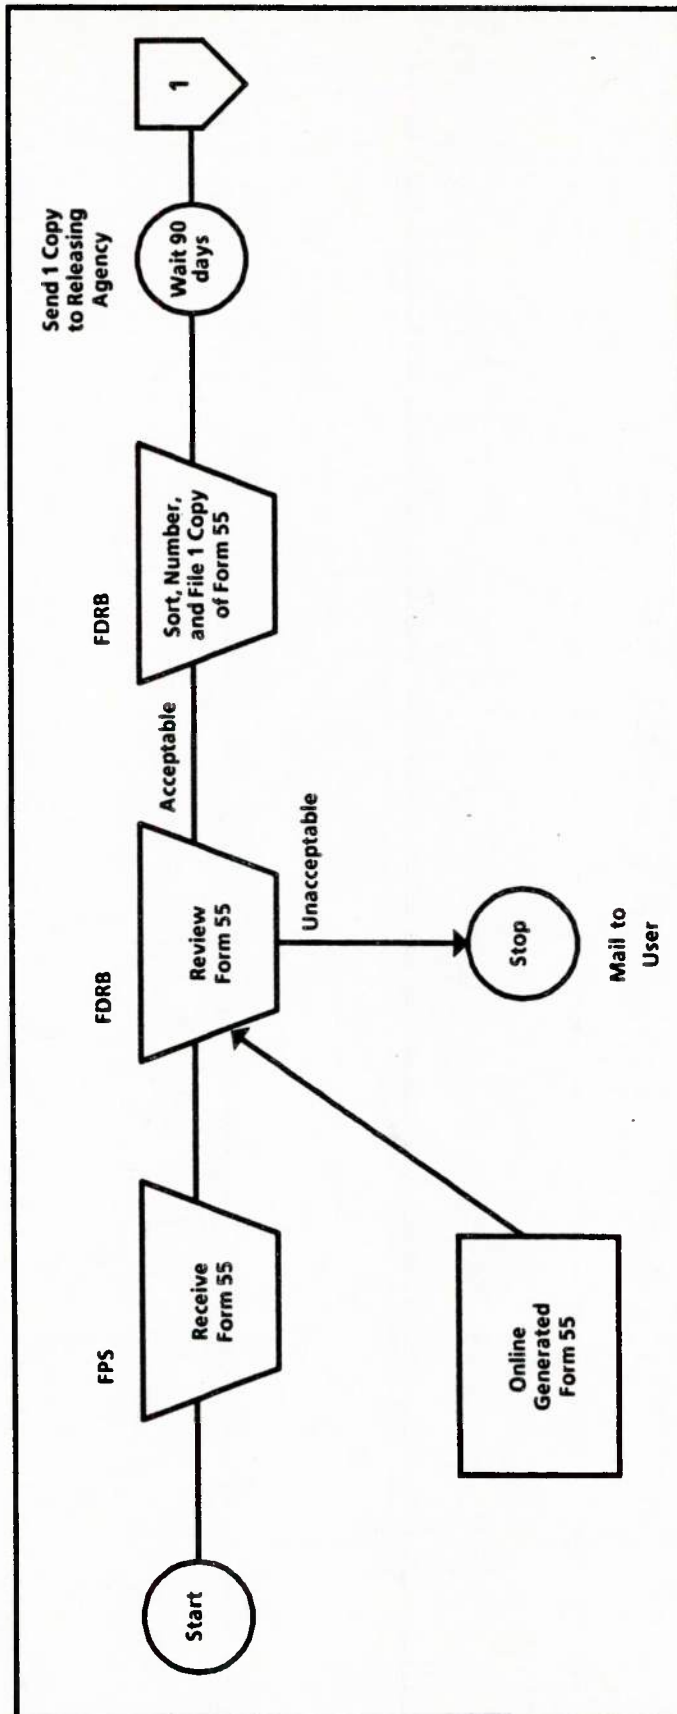 Start
FPS
Receive
Form 55
Online
Generated
Form 55
FDRB
Review
Form 55
Unacceptable
Stop
Mail to
User
Acceptable
FDRB
Sort, Number,
and File 1 Copy
of Form 55
Send 1 Copy
to Releasing
Agency
Wait 90
days
1